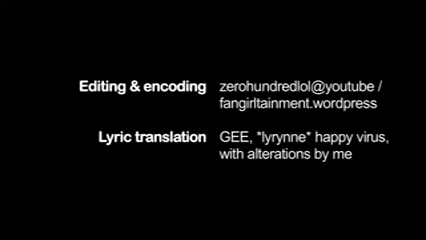 Editing & encoding zerohundredlol@youtube /
fangirltainment.wordpress
Lyric translation GEE, *lyrynne* happy virus,
with alterations by me